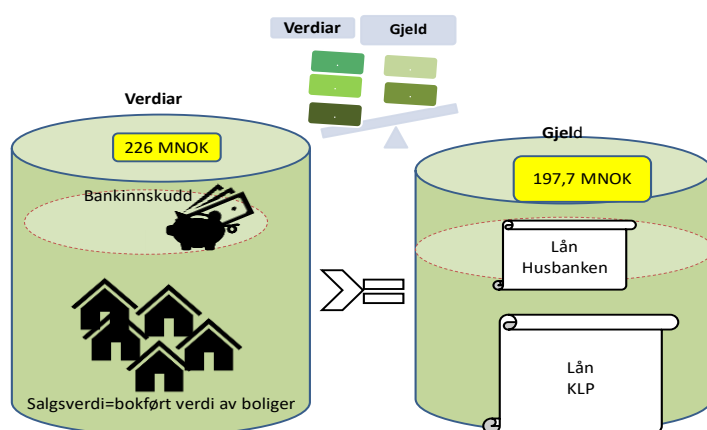 Verdiar
Gjeld
Verdiar
226 MNOK
Bankinnskudd
Salgsverdi=bokført verdi av boliger
Gjeld
197,7 MNOK
Lån
Husbanken
Lån
KLP